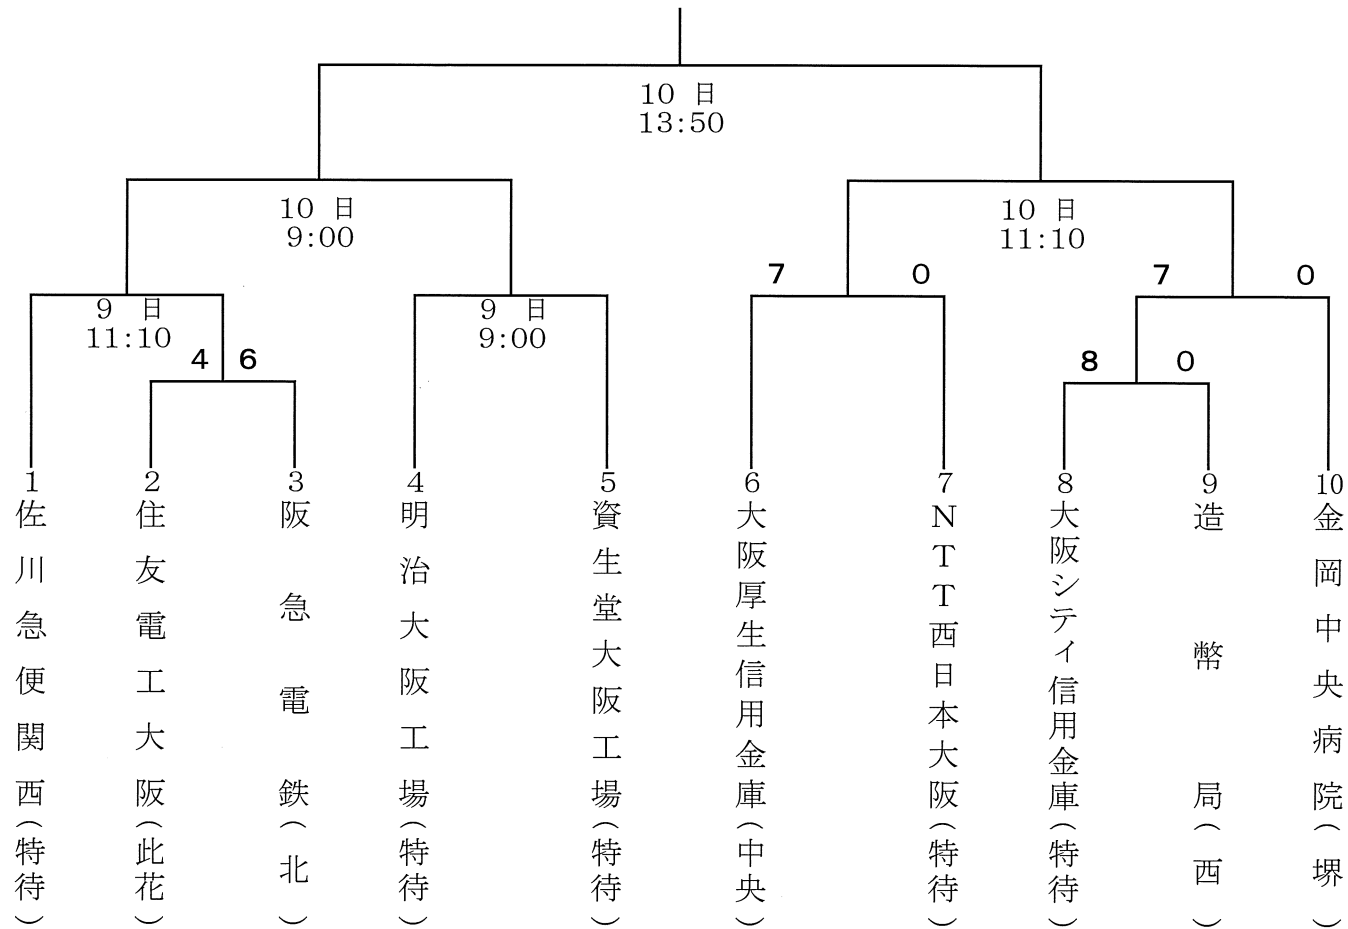 10 日
13:50
10 日
9:00
10 日
11:10
7 0
7 0
9 日
11:10
9 日
9:00
4 6
8 0
1
佐川急便関西(特待)
2
住友電工大阪(此花)
3
阪急電鉄(北)
4
明治大阪工場(特待)
5
資生堂大阪工場(特待)
6
大阪厚生信用金庫(中央)
7
NTT西日本大阪(特待)
8
大阪シティ信用金庫(特待)
9
造幣局(西)
10
金岡中央病院(堺)